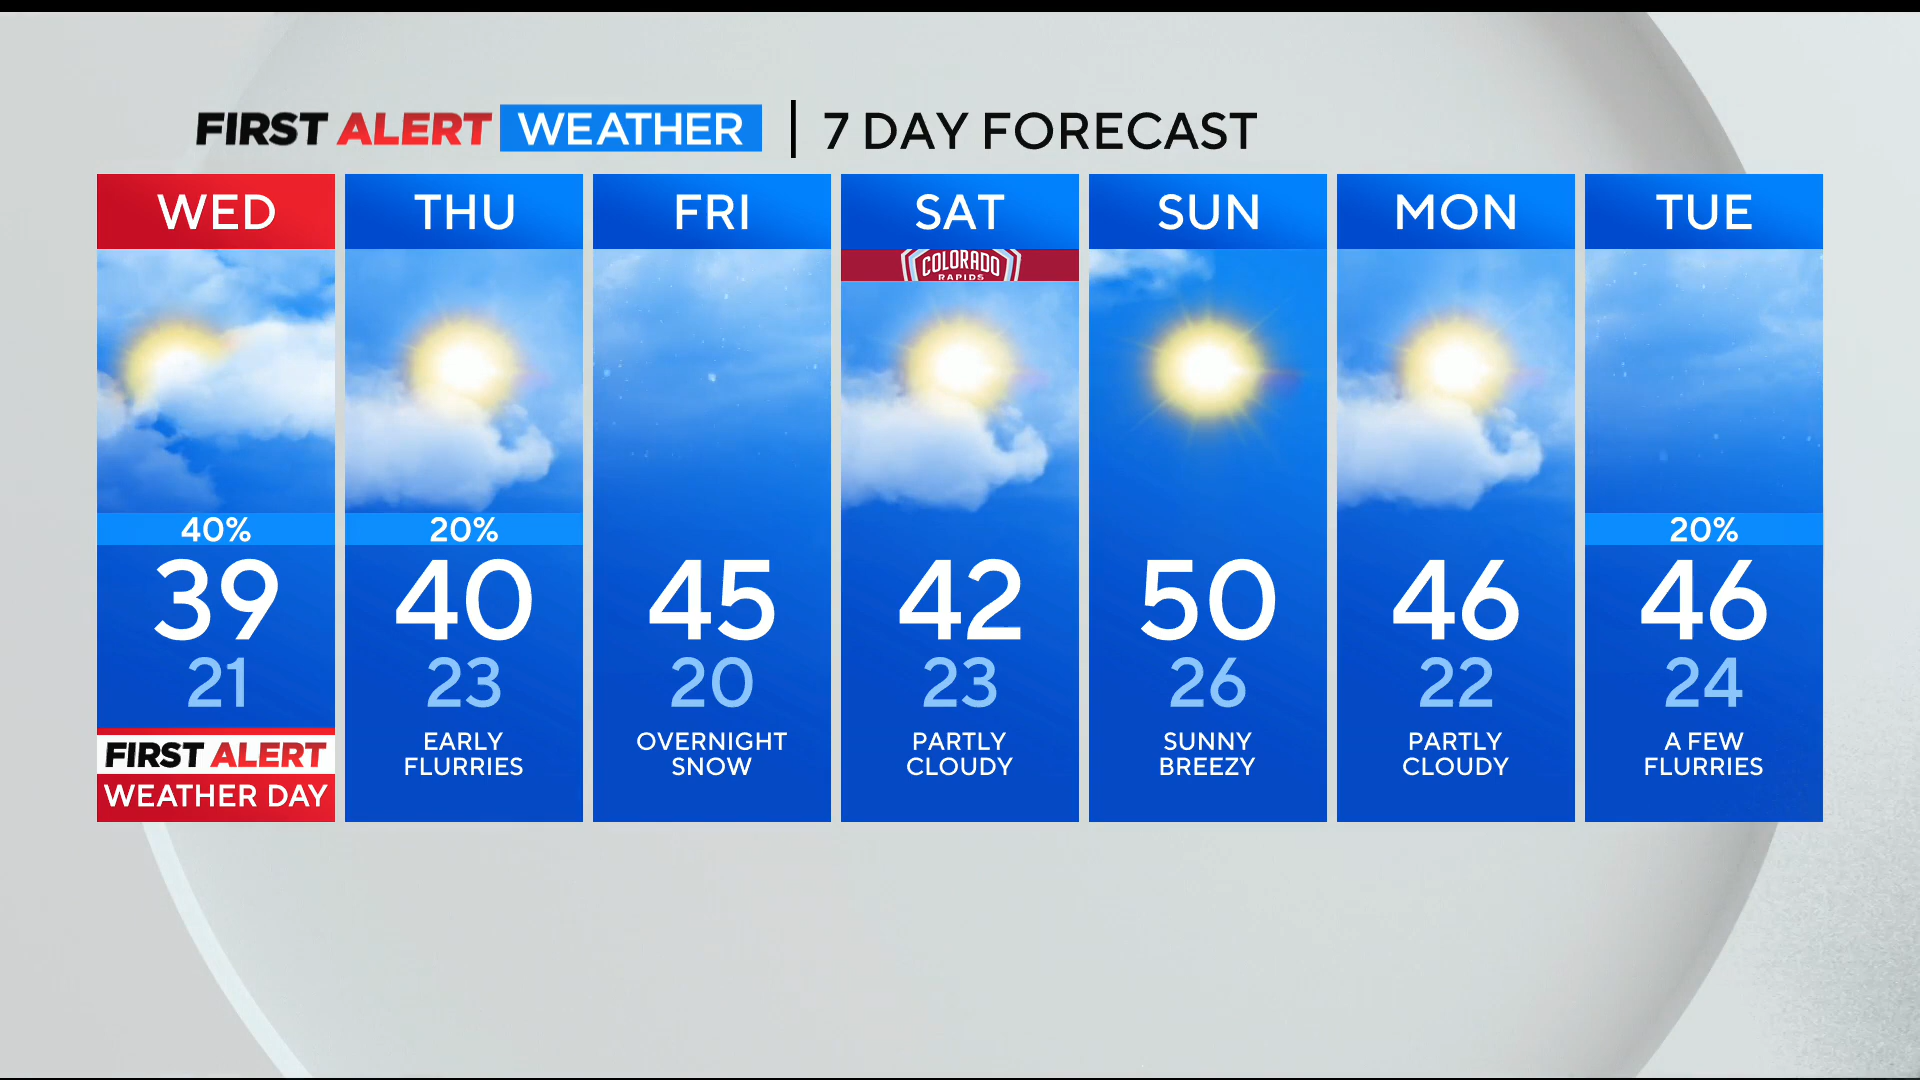 FIRST ALERT WEATHER | 7 DAY FORECAST
WED
40%
39
21
FIRST ALERT
WEATHER DAY
THU
20%
40
23
EARLY
FLURRIES
FRI
45
20
OVERNIGHT
SNOW
SAT
COLORADO
RAPIDS
42
23
PARTLY
CLOUDY
SUN
50
26
SUNNY
BREEZY
MON
46
22
PARTLY
CLOUDY
TUE
20%
46
24
A FEW
FLURRIES